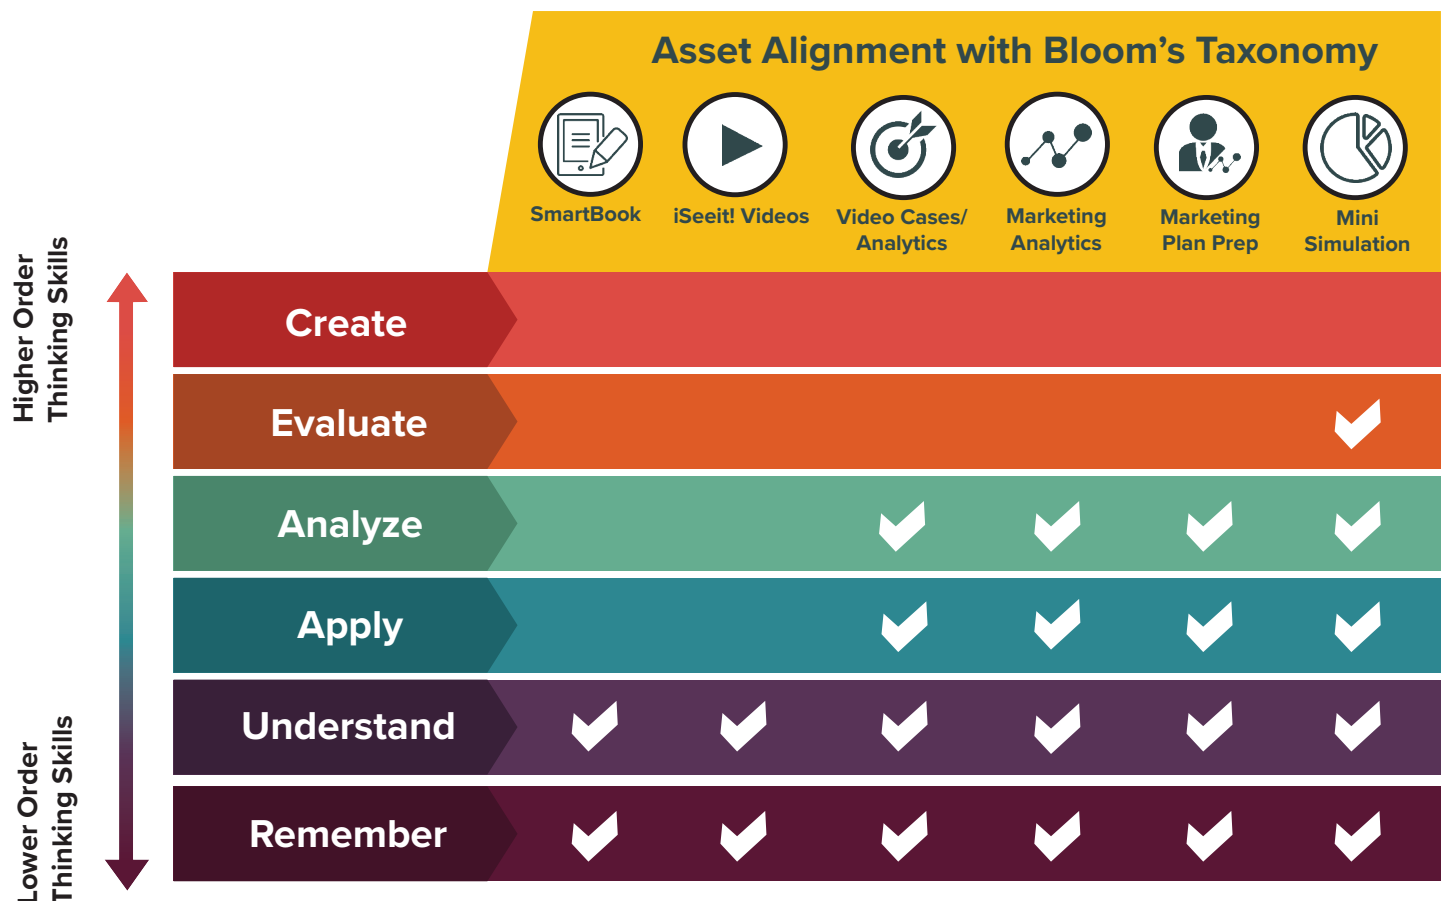 Asset Alignment with Bloom’s Taxonomy
SmartBook
iSeeit! Videos
Video Cases/
Analytics
Marketing
Analytics
Marketing
Plan Prep
Mini
Simulation
Higher Order
Thinking Skills
Create
Evaluate
Analyze
Apply
Understand
Remember
Lower Order
Thinking Skills